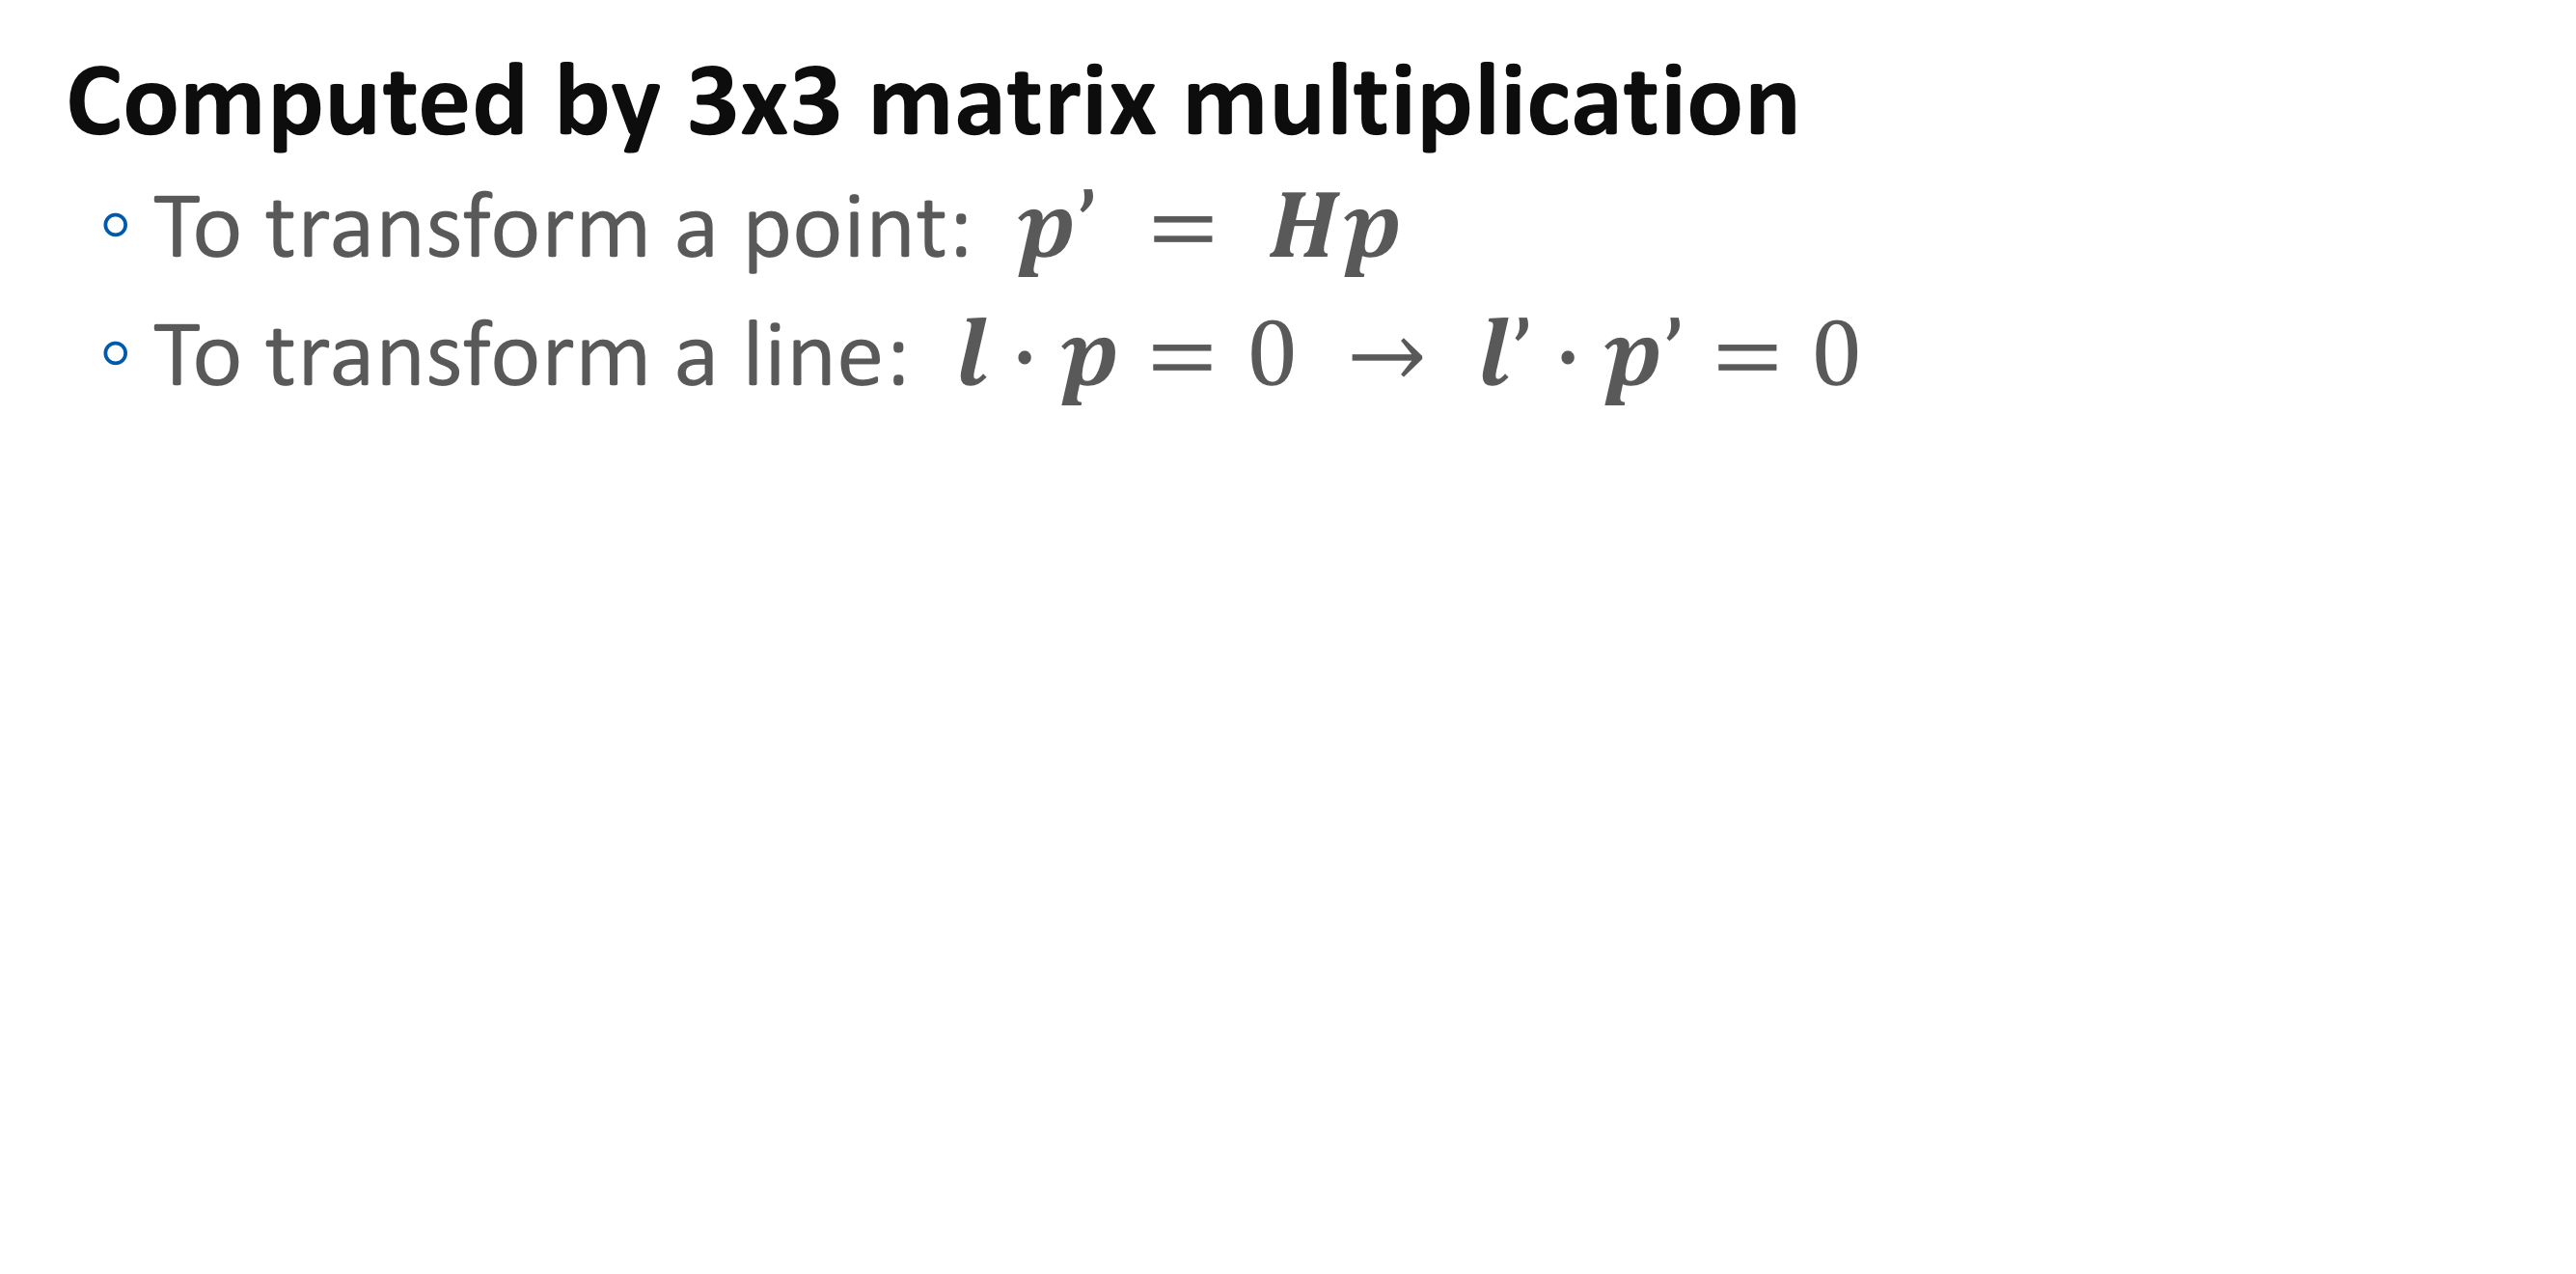 Computed by 3x3 matrix multiplication
◦ To transform a point: p’ = Hp
◦ To transform a line: l · p = 0 → l’ · p’ = 0